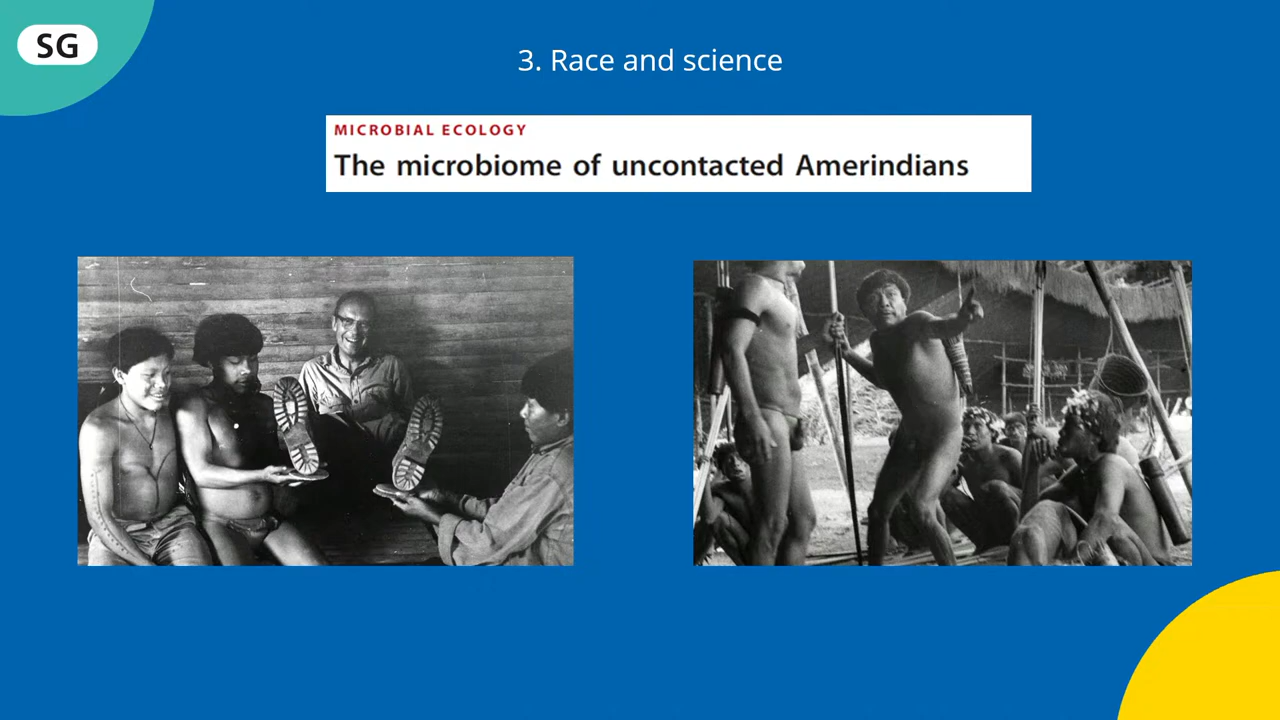 SG
3. Race and science
MICROBIAL ECOLOGY
The microbiome of uncontacted Amerindians